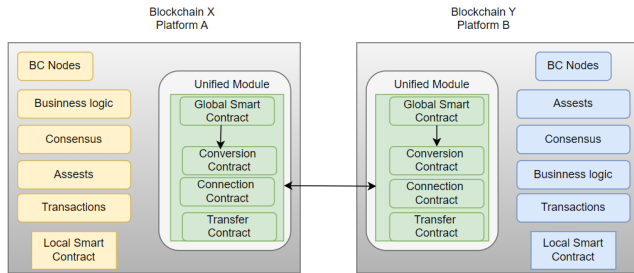 Blockchain X
Platform A
BC Nodes
Businness logic
Consensus
Assests
Transactions
Local Smart
Contract
Unified Module
Global Smart
Contract
Conversion
Contract
Connection
Contract
Transfer
Contract
Blockchain Y
Platform B
Unified Module
Global Smart
Contract
Conversion
Contract
Connection
Contract
Transfer
Contract
BC Nodes
Assests
Consensus
Businness logic
Transactions
Local Smart
Contract